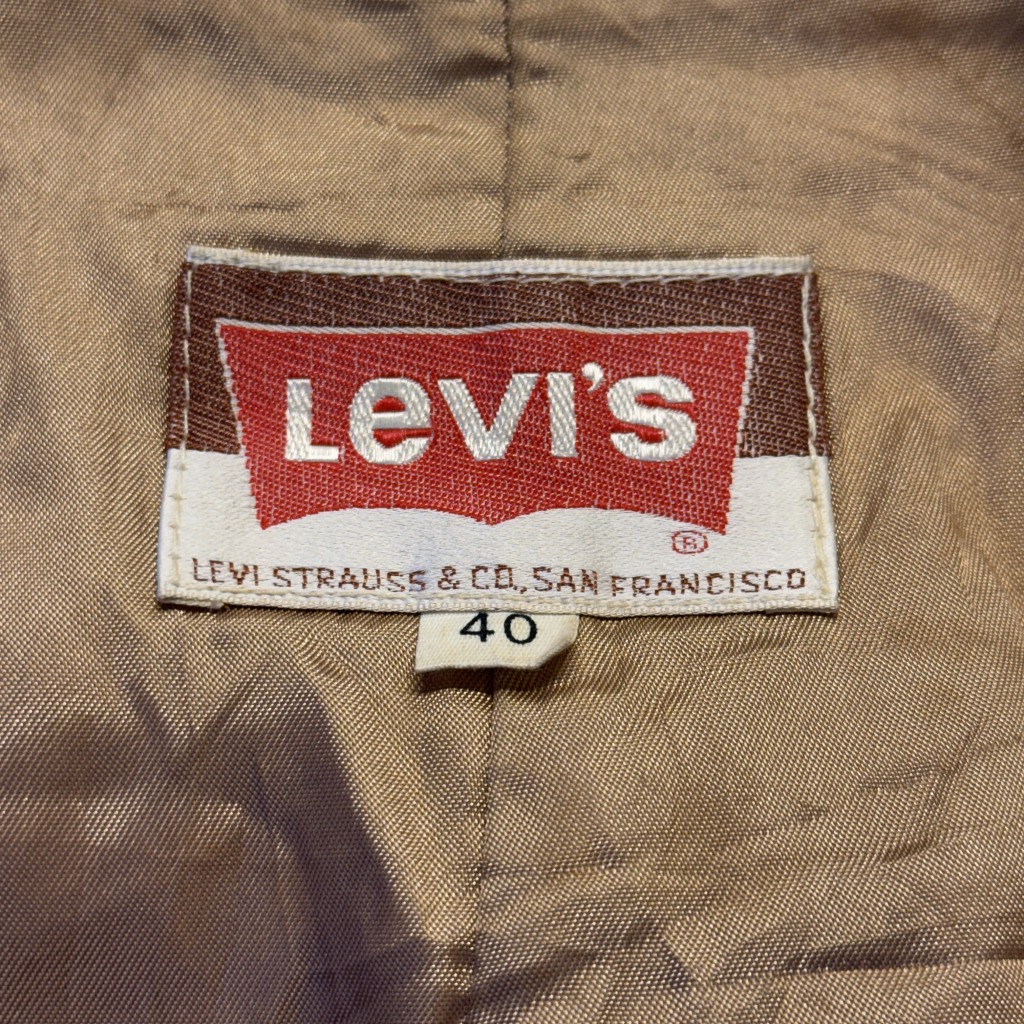 Levi's
®
LEVI STRAUSS & CO., SAN FRANCISCO
40